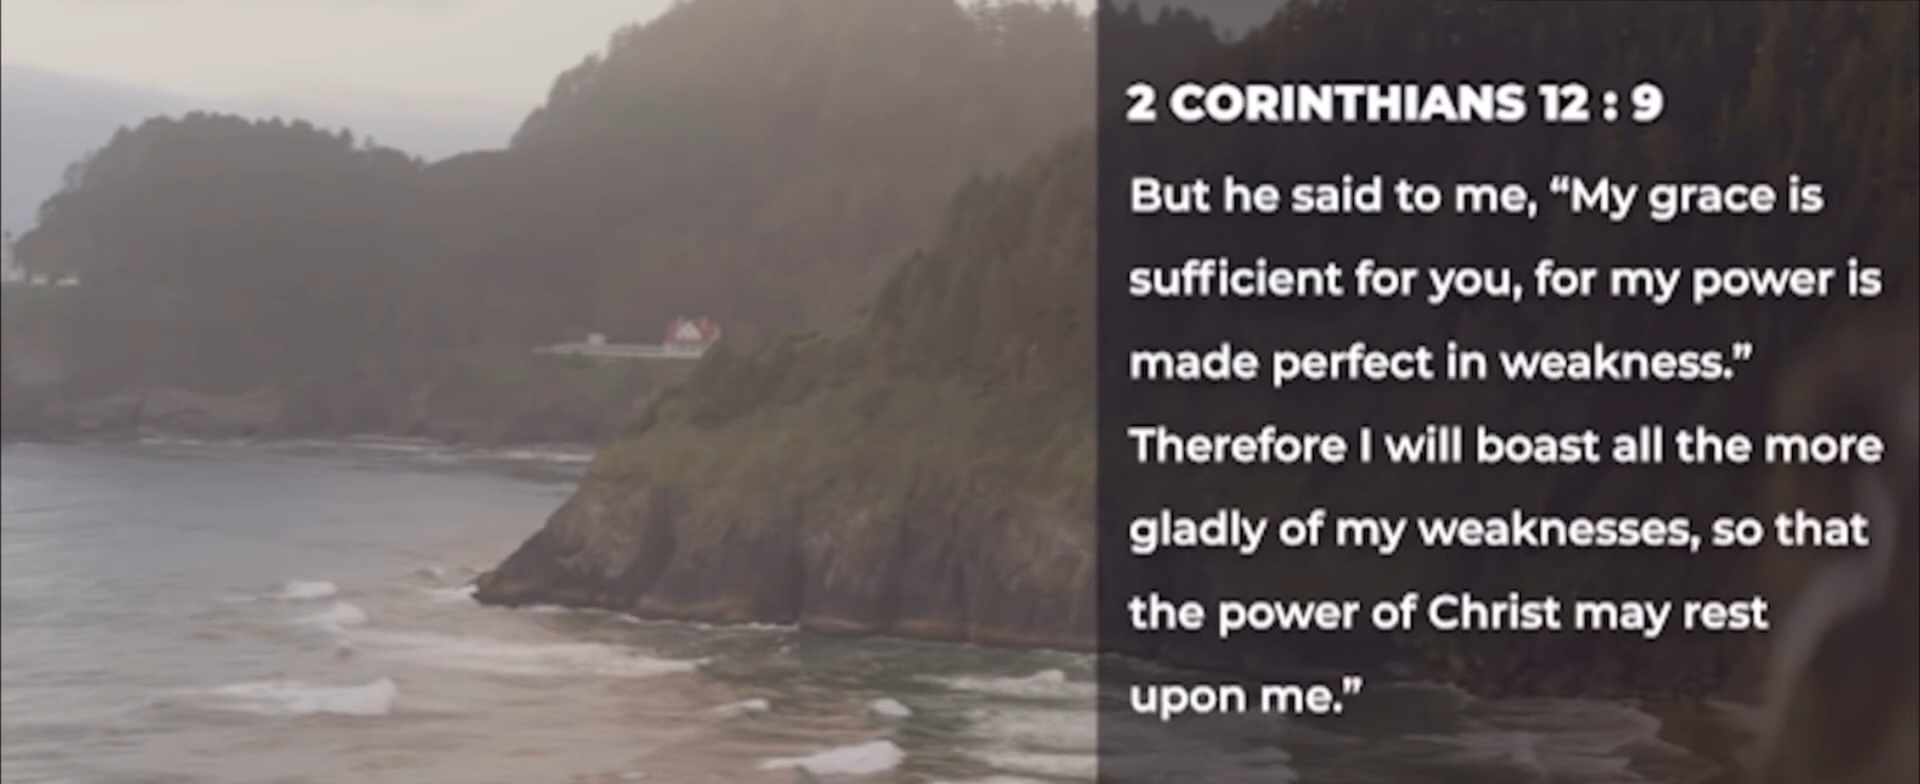 2 CORINTHIANS 12 : 9
But he said to me, “My grace is
sufficient for you, for my power is
made perfect in weakness.”
Therefore I will boast all the more
gladly of my weaknesses, so that
the power of Christ may rest
upon me.”